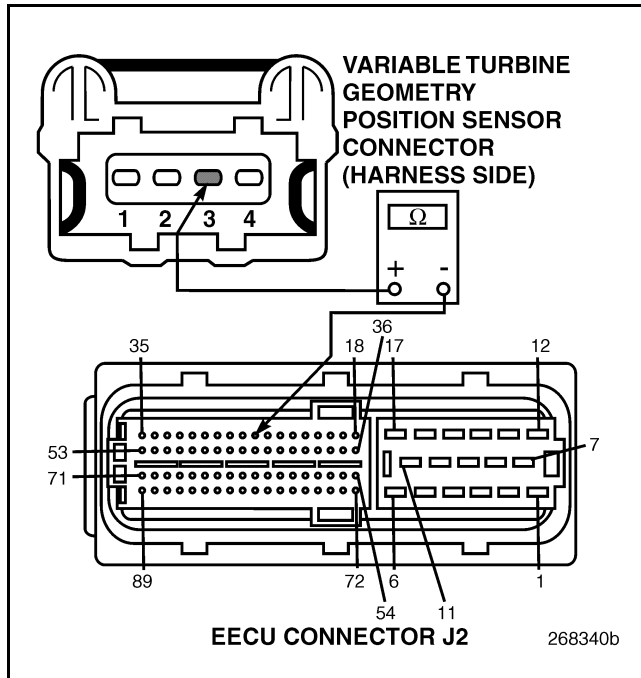 VARIABLE TURBINE
GEOMETRY
POSITION SENSOR
CONNECTOR
(HARNESS SIDE)
1 2 3 4
Ω
+ -
35 18 36 17 12
53 7
71
89 72 54 6 11 1
EECU CONNECTOR J2
268340b